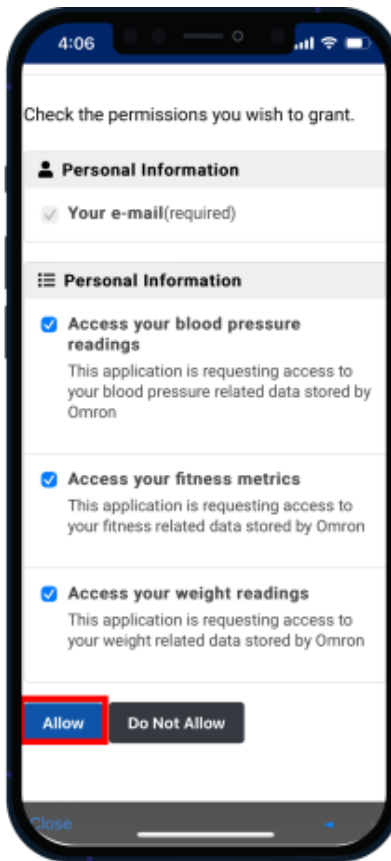 4:06
Check the permissions you wish to grant.
Personal Information
Your e-mail(required)
Personal Information
Access your blood pressure
readings
This application is requesting access to
your blood pressure related data stored by
Omron
Access your fitness metrics
This application is requesting access to
your fitness related data stored by Omron
Access your weight readings
This application is requesting access to
your weight related data stored by Omron
Allow Do Not Allow
Close